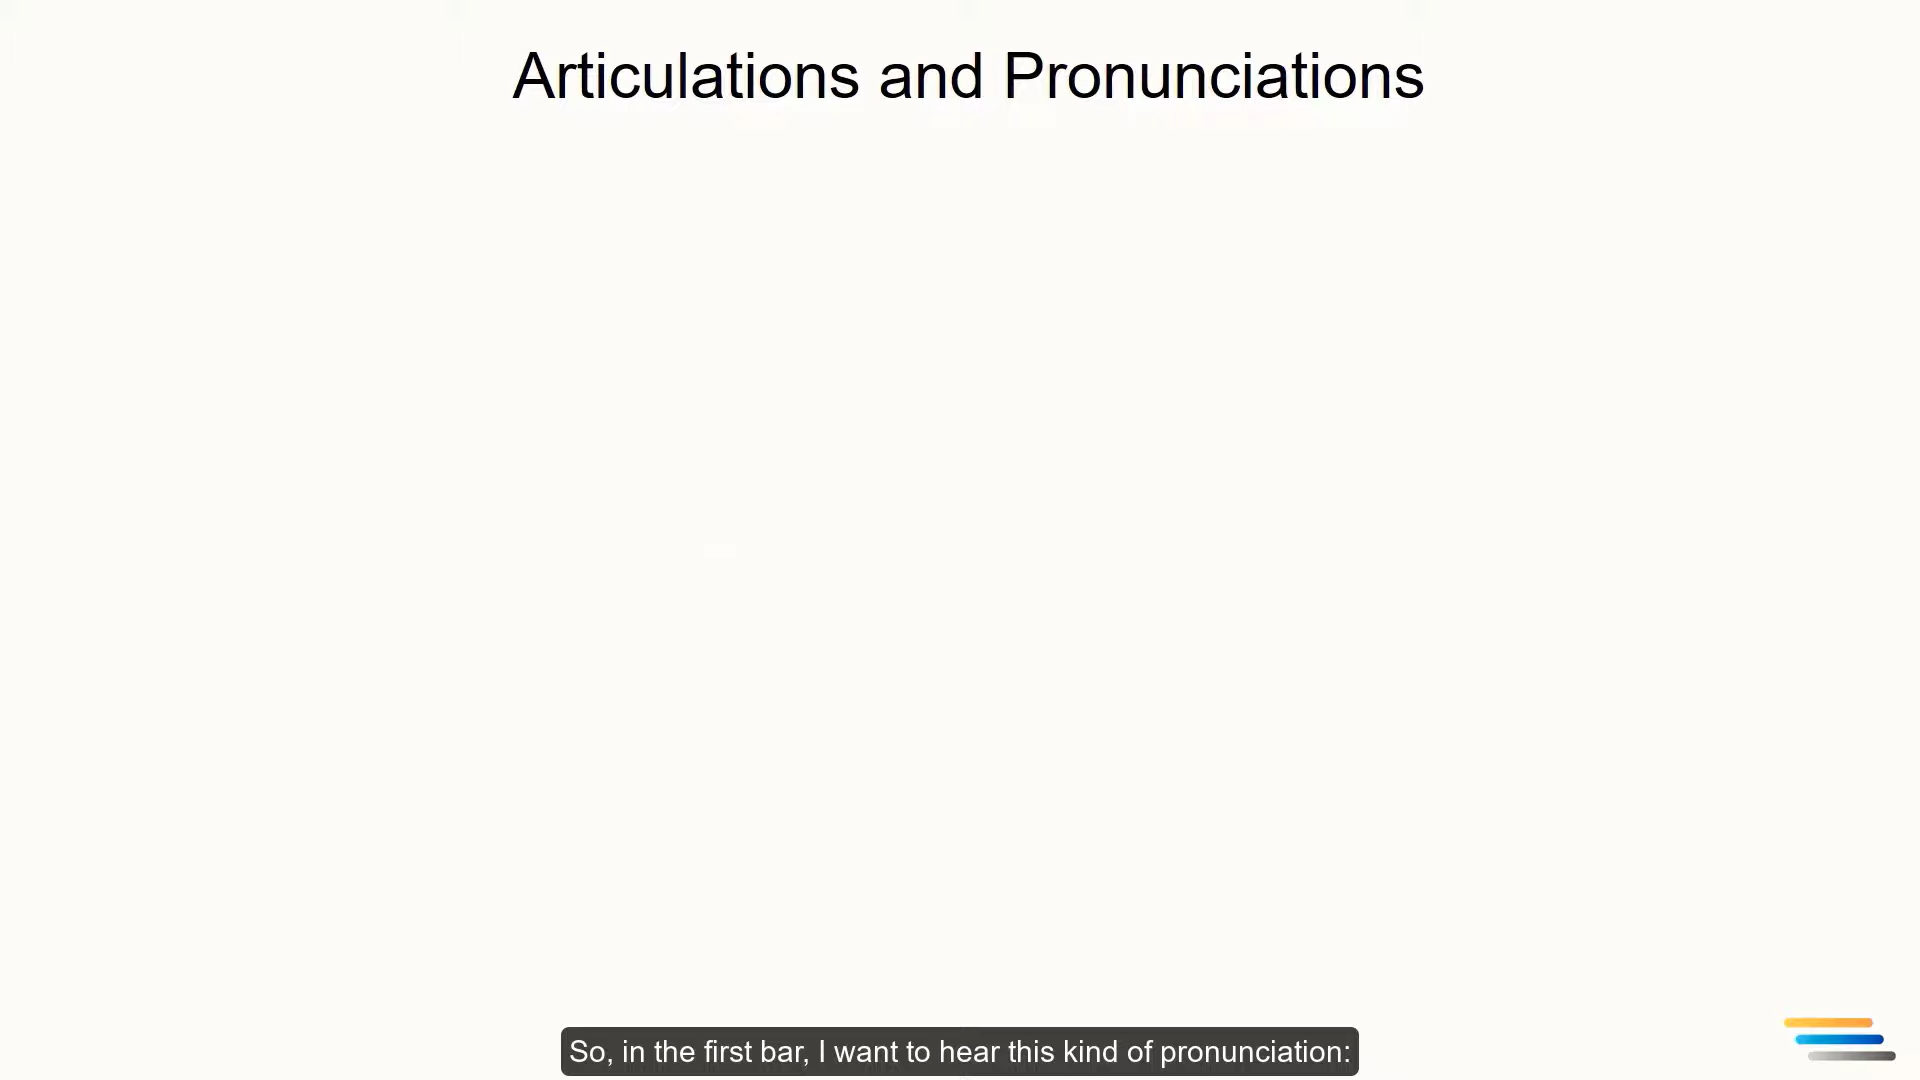 Articulations and Pronunciations
So, in the first bar, I want to hear this kind of pronunciation: